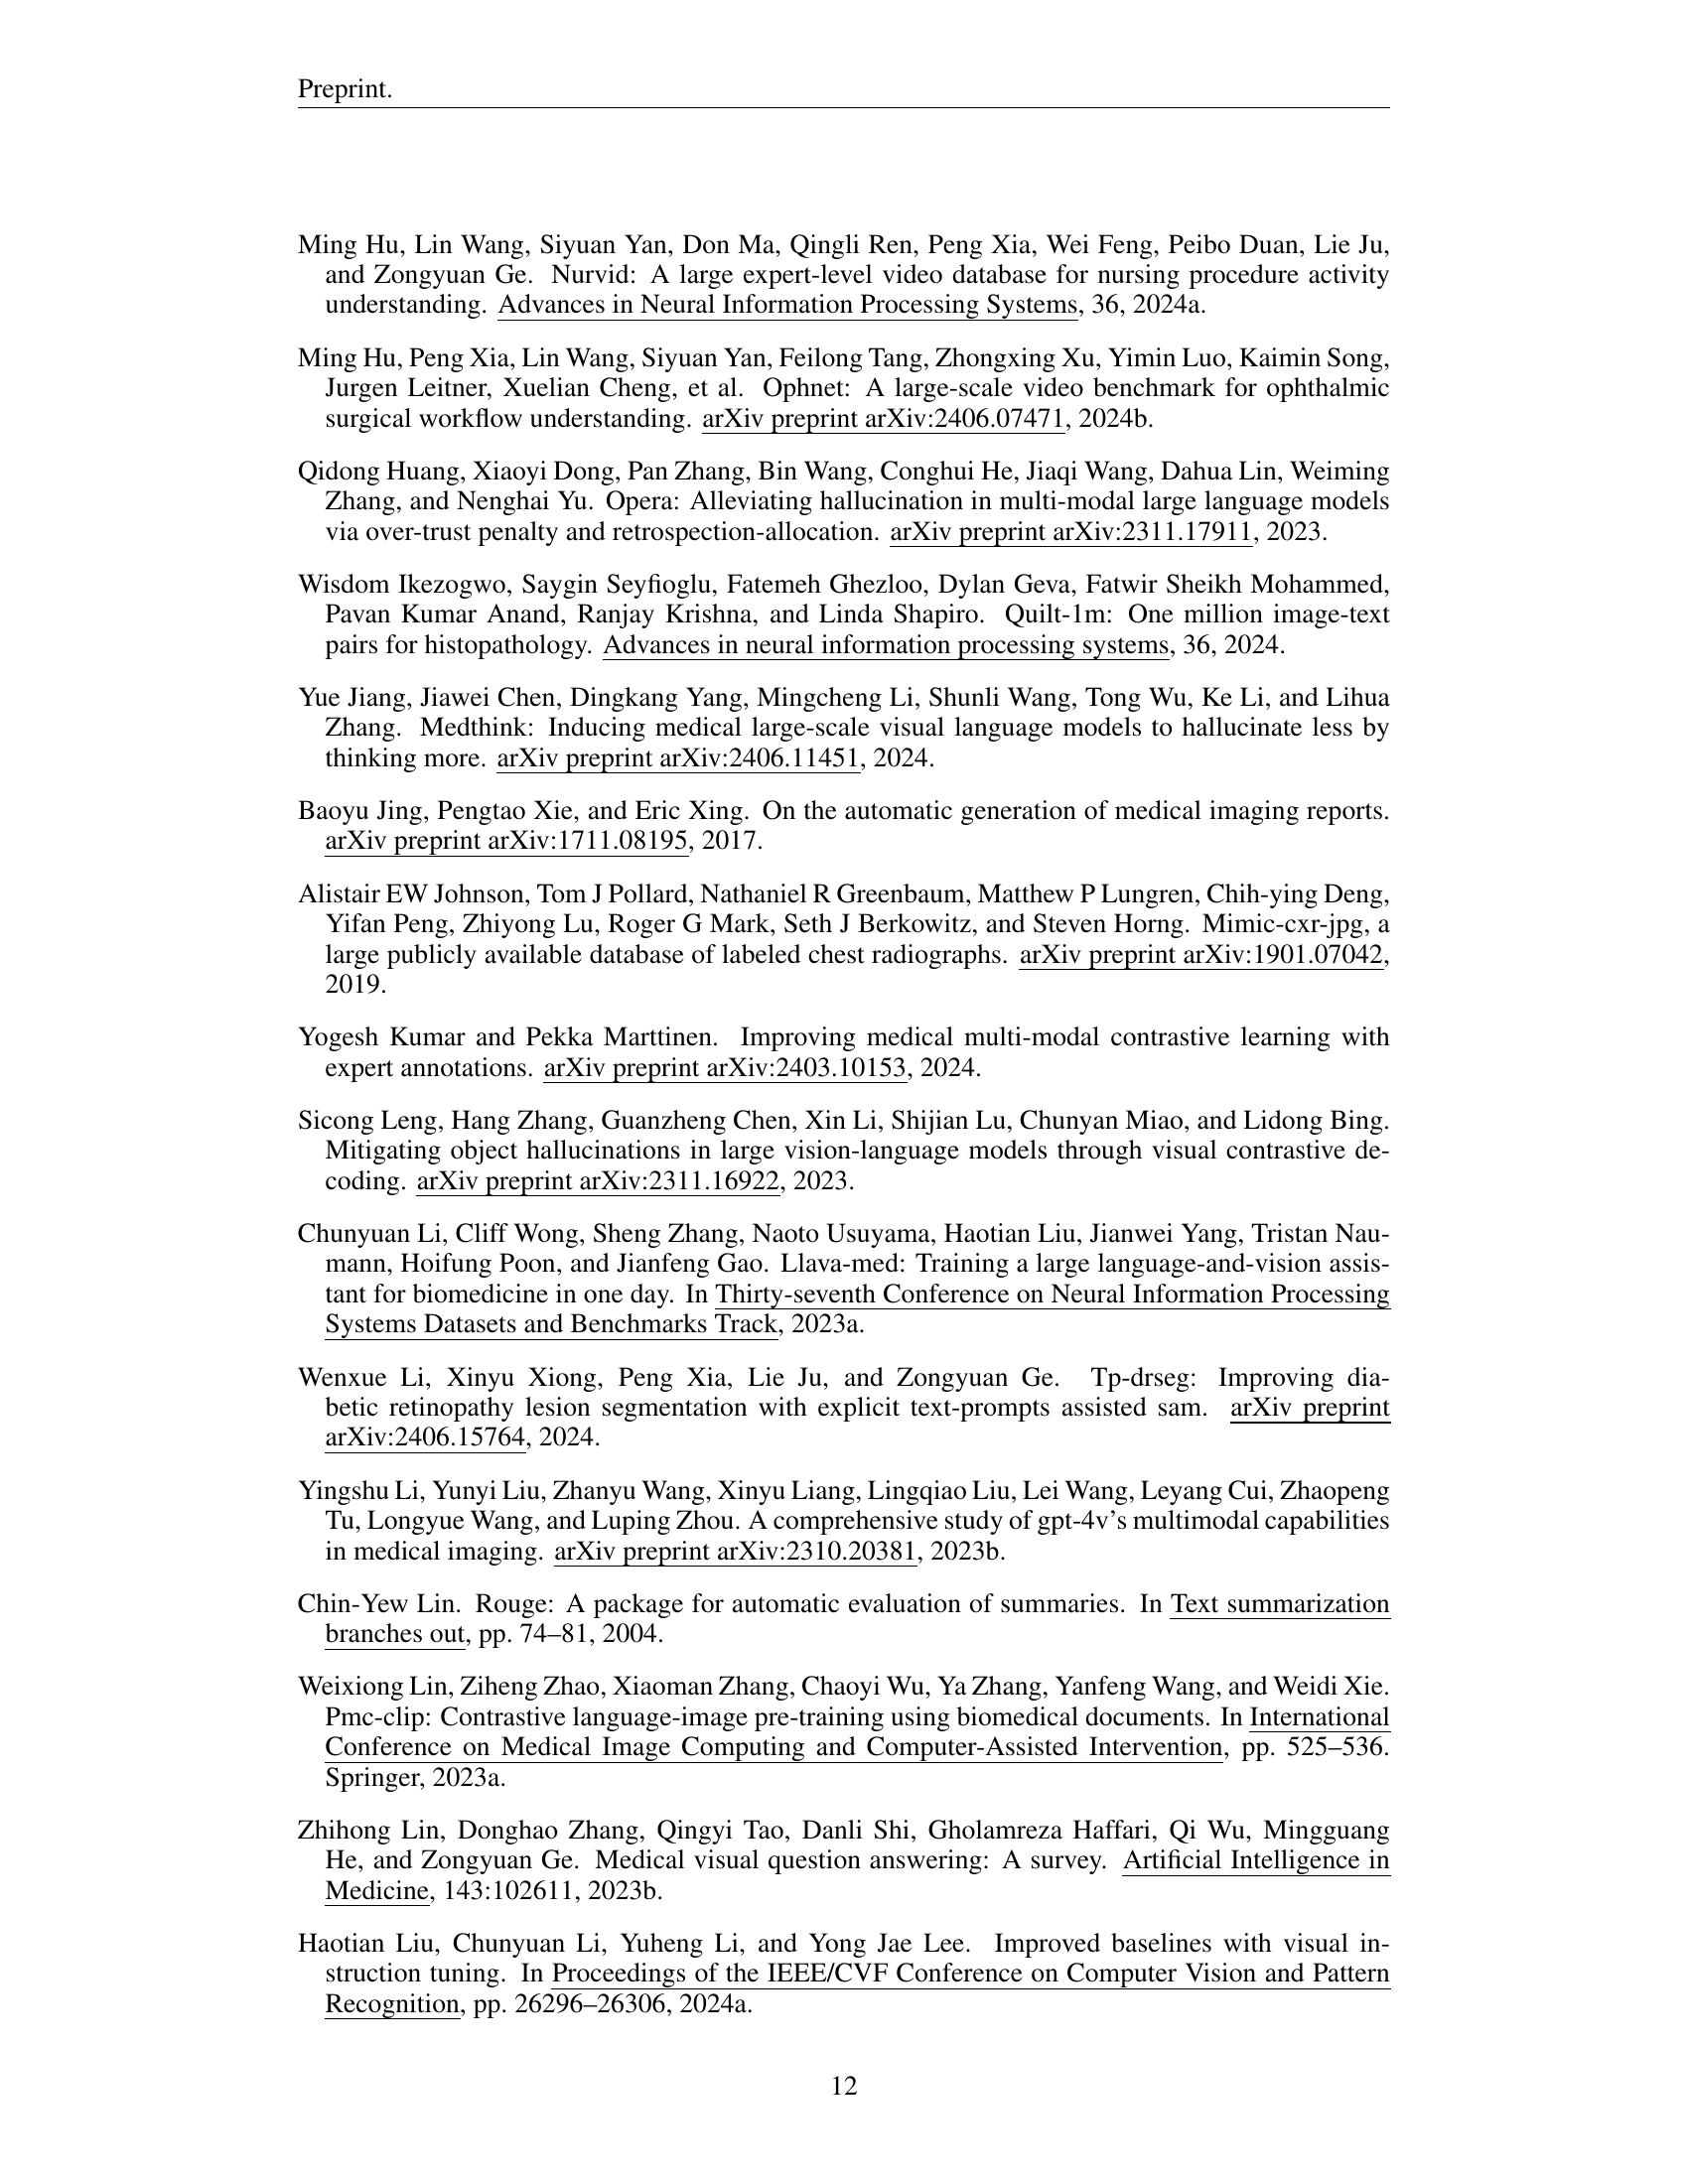 Preprint.
Ming Hu, Lin Wang, Siyuan Yan, Don Ma, Qingli Ren, Peng Xia, Wei Feng, Peibo Duan, Lie Ju,
and Zongyuan Ge. Nurvid: A large expert-level video database for nursing procedure activity
understanding. Advances in Neural Information Processing Systems, 36, 2024a.
Ming Hu, Peng Xia, Lin Wang, Siyuan Yan, Feilong Tang, Zhongxing Xu, Yimin Luo, Kaimin Song,
Jurgen Leitner, Xuelian Cheng, et al. Ophnet: A large-scale video benchmark for ophthalmic
surgical workflow understanding. arXiv preprint arXiv:2406.07471, 2024b.
Qidong Huang, Xiaoyi Dong, Pan Zhang, Bin Wang, Conghui He, Jiaqi Wang, Dahua Lin, Weiming
Zhang, and Nenghai Yu. Opera: Alleviating hallucination in multi-modal large language models
via over-trust penalty and retrospection-allocation. arXiv preprint arXiv:2311.17911, 2023.
Wisdom Ikezogwo, Saygin Seyfioglu, Fatemeh Ghezloo, Dylan Geva, Fatwir Sheikh Mohammed,
Pavan Kumar Anand, Ranjay Krishna, and Linda Shapiro. Quilt-1m: One million image-text
pairs for histopathology. Advances in neural information processing systems, 36, 2024.
Yue Jiang, Jiawei Chen, Dingkang Yang, Mingcheng Li, Shunli Wang, Tong Wu, Ke Li, and Lihua
Zhang. Medthink: Inducing medical large-scale visual language models to hallucinate less by
thinking more. arXiv preprint arXiv:2406.11451, 2024.
Baoyu Jing, Pengtao Xie, and Eric Xing. On the automatic generation of medical imaging reports.
arXiv preprint arXiv:1711.08195, 2017.
Alistair EW Johnson, Tom J Pollard, Nathaniel R Greenbaum, Matthew P Lungren, Chih-ying Deng,
Yifan Peng, Zhiyong Lu, Roger G Mark, Seth J Berkowitz, and Steven Horng. Mimic-cxr-jpg, a
large publicly available database of labeled chest radiographs. arXiv preprint arXiv:1901.07042,
2019.
Yogesh Kumar and Pekka Marttinen. Improving medical multi-modal contrastive learning with
expert annotations. arXiv preprint arXiv:2403.10153, 2024.
Sicong Leng, Hang Zhang, Guanzheng Chen, Xin Li, Shijian Lu, Chunyan Miao, and Lidong Bing.
Mitigating object hallucinations in large vision-language models through visual contrastive de-
coding. arXiv preprint arXiv:2311.16922, 2023.
Chunyuan Li, Cliff Wong, Sheng Zhang, Naoto Usuyama, Haotian Liu, Jianwei Yang, Tristan Nau-
mann, Hoifung Poon, and Jianfeng Gao. Llava-med: Training a large language-and-vision assis-
tant for biomedicine in one day. In Thirty-seventh Conference on Neural Information Processing
Systems Datasets and Benchmarks Track, 2023a.
Wenxue Li, Xinyu Xiong, Peng Xia, Lie Ju, and Zongyuan Ge. Tp-drseg: Improving dia-
betic retinopathy lesion segmentation with explicit text-prompts assisted sam. arXiv preprint
arXiv:2406.15764, 2024.
Yingshu Li, Yunyi Liu, Zhanyu Wang, Xinyu Liang, Lingqiao Liu, Lei Wang, Leyang Cui, Zhaopeng
Tu, Longyue Wang, and Luping Zhou. A comprehensive study of gpt-4v's multimodal capabilities
in medical imaging. arXiv preprint arXiv:2310.20381, 2023b.
Chin-Yew Lin. Rouge: A package for automatic evaluation of summaries. In Text summarization
branches out, pp. 74–81, 2004.
Weixiong Lin, Ziheng Zhao, Xiaoman Zhang, Chaoyi Wu, Ya Zhang, Yanfeng Wang, and Weidi Xie.
Pmc-clip: Contrastive language-image pre-training using biomedical documents. In International
Conference on Medical Image Computing and Computer-Assisted Intervention, pp. 525–536.
Springer, 2023a.
Zhihong Lin, Donghao Zhang, Qingyi Tao, Danli Shi, Gholamreza Haffari, Qi Wu, Mingguang
He, and Zongyuan Ge. Medical visual question answering: A survey. Artificial Intelligence in
Medicine, 143:102611, 2023b.
Haotian Liu, Chunyuan Li, Yuheng Li, and Yong Jae Lee. Improved baselines with visual in-
struction tuning. In Proceedings of the IEEE/CVF Conference on Computer Vision and Pattern
Recognition, pp. 26296–26306, 2024a.
12